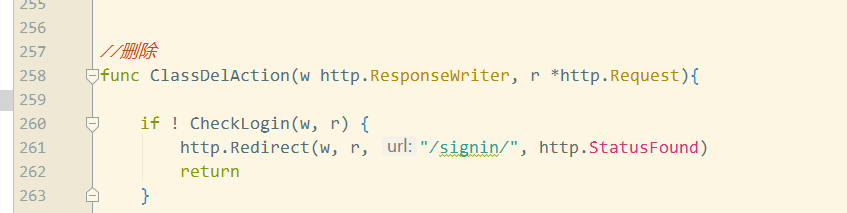 255
256
257 //删除
258 func ClassDelAction(w http.ResponseWriter, r *http.Request){
259
260 if ! CheckLogin(w, r) {
261 http.Redirect(w, r, url: "/signin/", http.StatusFound)
262 return
263 }